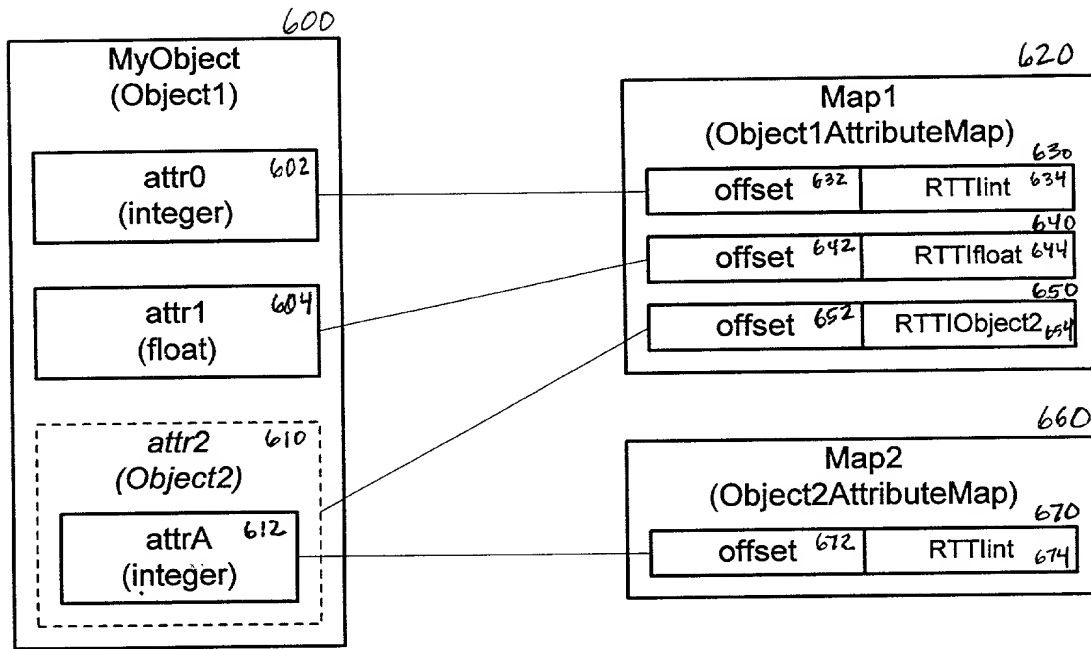 600
MyObject
(Object1)
attr0 602
(integer)
attr1 604
(float)
attr2 610
(Object2)
attrA 612
(integer)
620
Map1
(Object1AttributeMap)
630
offset 632 RTTIint 634
640
offset 642 RTTIfloat 644
650
offset 652 RTTIObject2 654
660
Map2
(Object2AttributeMap)
670
offset 672 RTTIint 674